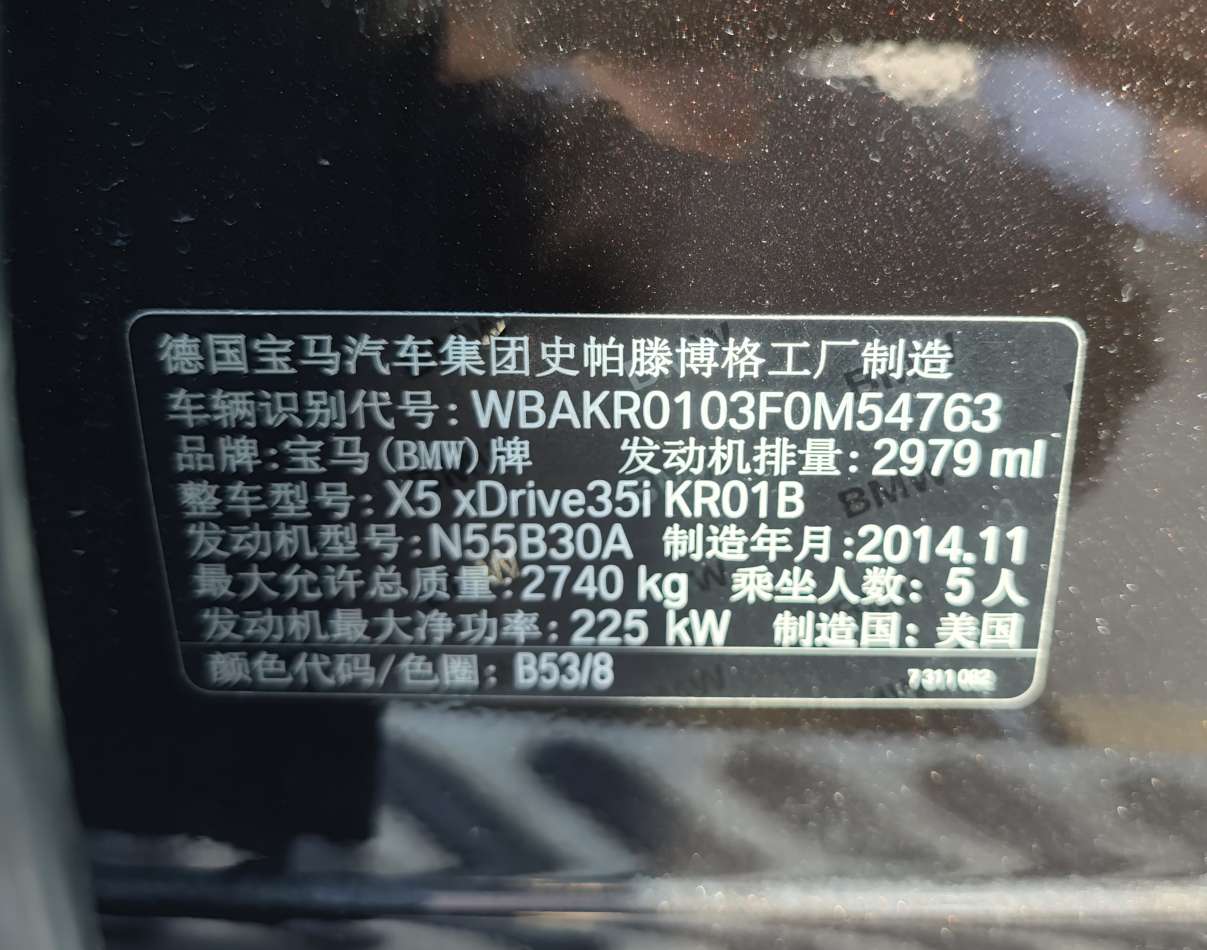 德国宝马汽车集团史帕滕博格工厂制造
车辆识别代号: WBAKR0103F0M54763
品牌:宝马(BMW)牌 发动机排量: 2979 ml
整车型号: X5 xDrive35i KR01B
发动机型号:N55B30A 制造年月:2014.11
最大允许总质量:2740 kg 乘坐人数: 5人
发动机最大净功率: 225 kW 制造国: 美国
颜色代码/色圈: B53/8 7311082